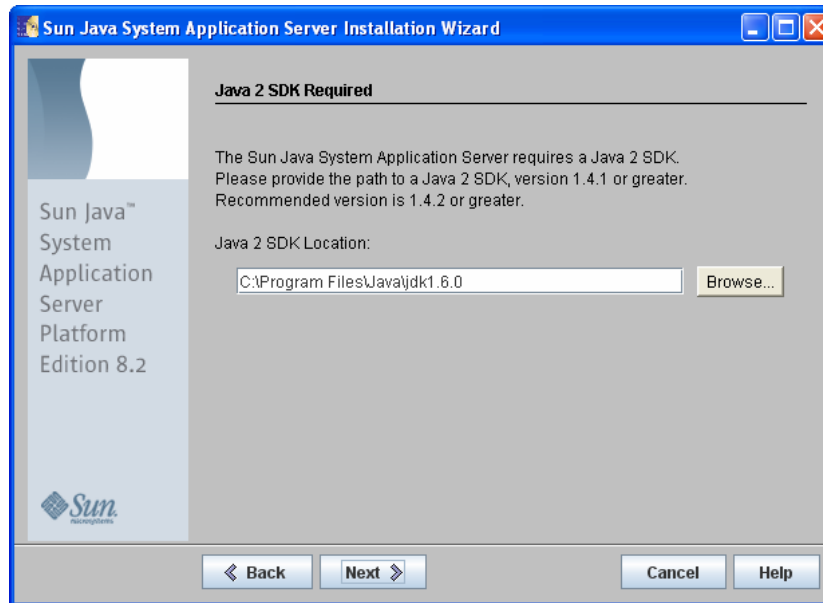 Sun Java System Application Server Installation Wizard
Java 2 SDK Required
The Sun Java System Application Server requires a Java 2 SDK.
Please provide the path to a Java 2 SDK, version 1.4.1 or greater.
Recommended version is 1.4.2 or greater.
Java 2 SDK Location:
C:\Program Files\Java\jdk1.6.0
Browse...
Sun Java™
System
Application
Server
Platform
Edition 8.2
Sun
microsystems
Back
Next
Cancel
Help